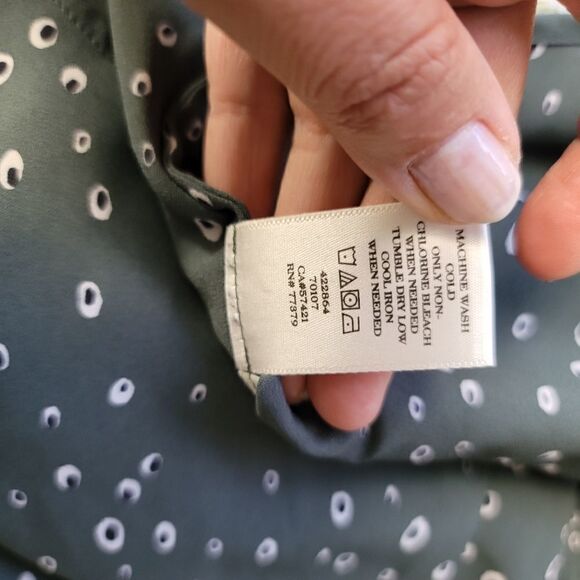 MACHINE WASH
COLD
ONLY NON-
CHLORINE BLEACH
WHEN NEEDED
TUMBLE DRY LOW
COOL IRON
WHEN NEEDED
422864
70107
CA#57421
RN# 77379